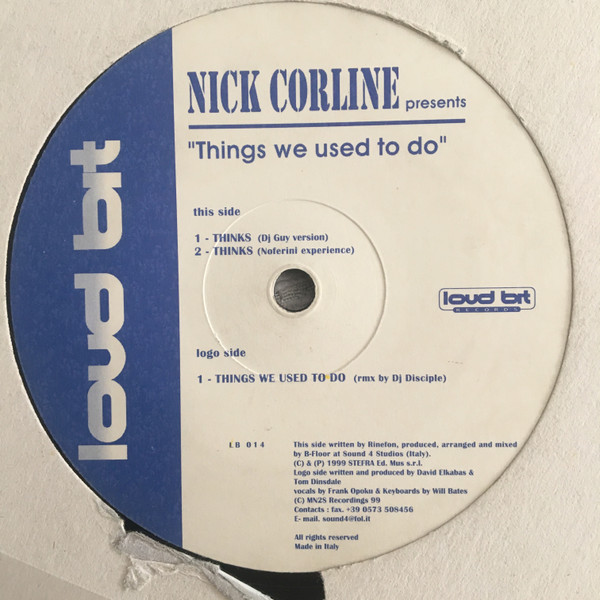 loud bit
NICK CORLINE presents
"Things we used to do"
this side
1 - THINKS (Dj Guy version)
2 - THINKS (Noferini experience)
loud bit
RECORDS
logo side
1 - THINGS WE USED TO DO (rmx by Dj Disciple)
LB 014
This side written by Rinefon, produced, arranged and mixed
by B-Floor at Sound 4 Studios (Italy).
(C) & (P) 1999 STEFRA Ed. Mus s.r.l.
Logo side written and produced by David Elkabas &
Tom Dinsdale
vocals by Frank Opoku & Keyboards by Will Bates
(C) MN2S Recordings 99
Contacts : fax. +39 0573 508456
E- mail. sound4@fol.it
All rights reserved
Made in Italy